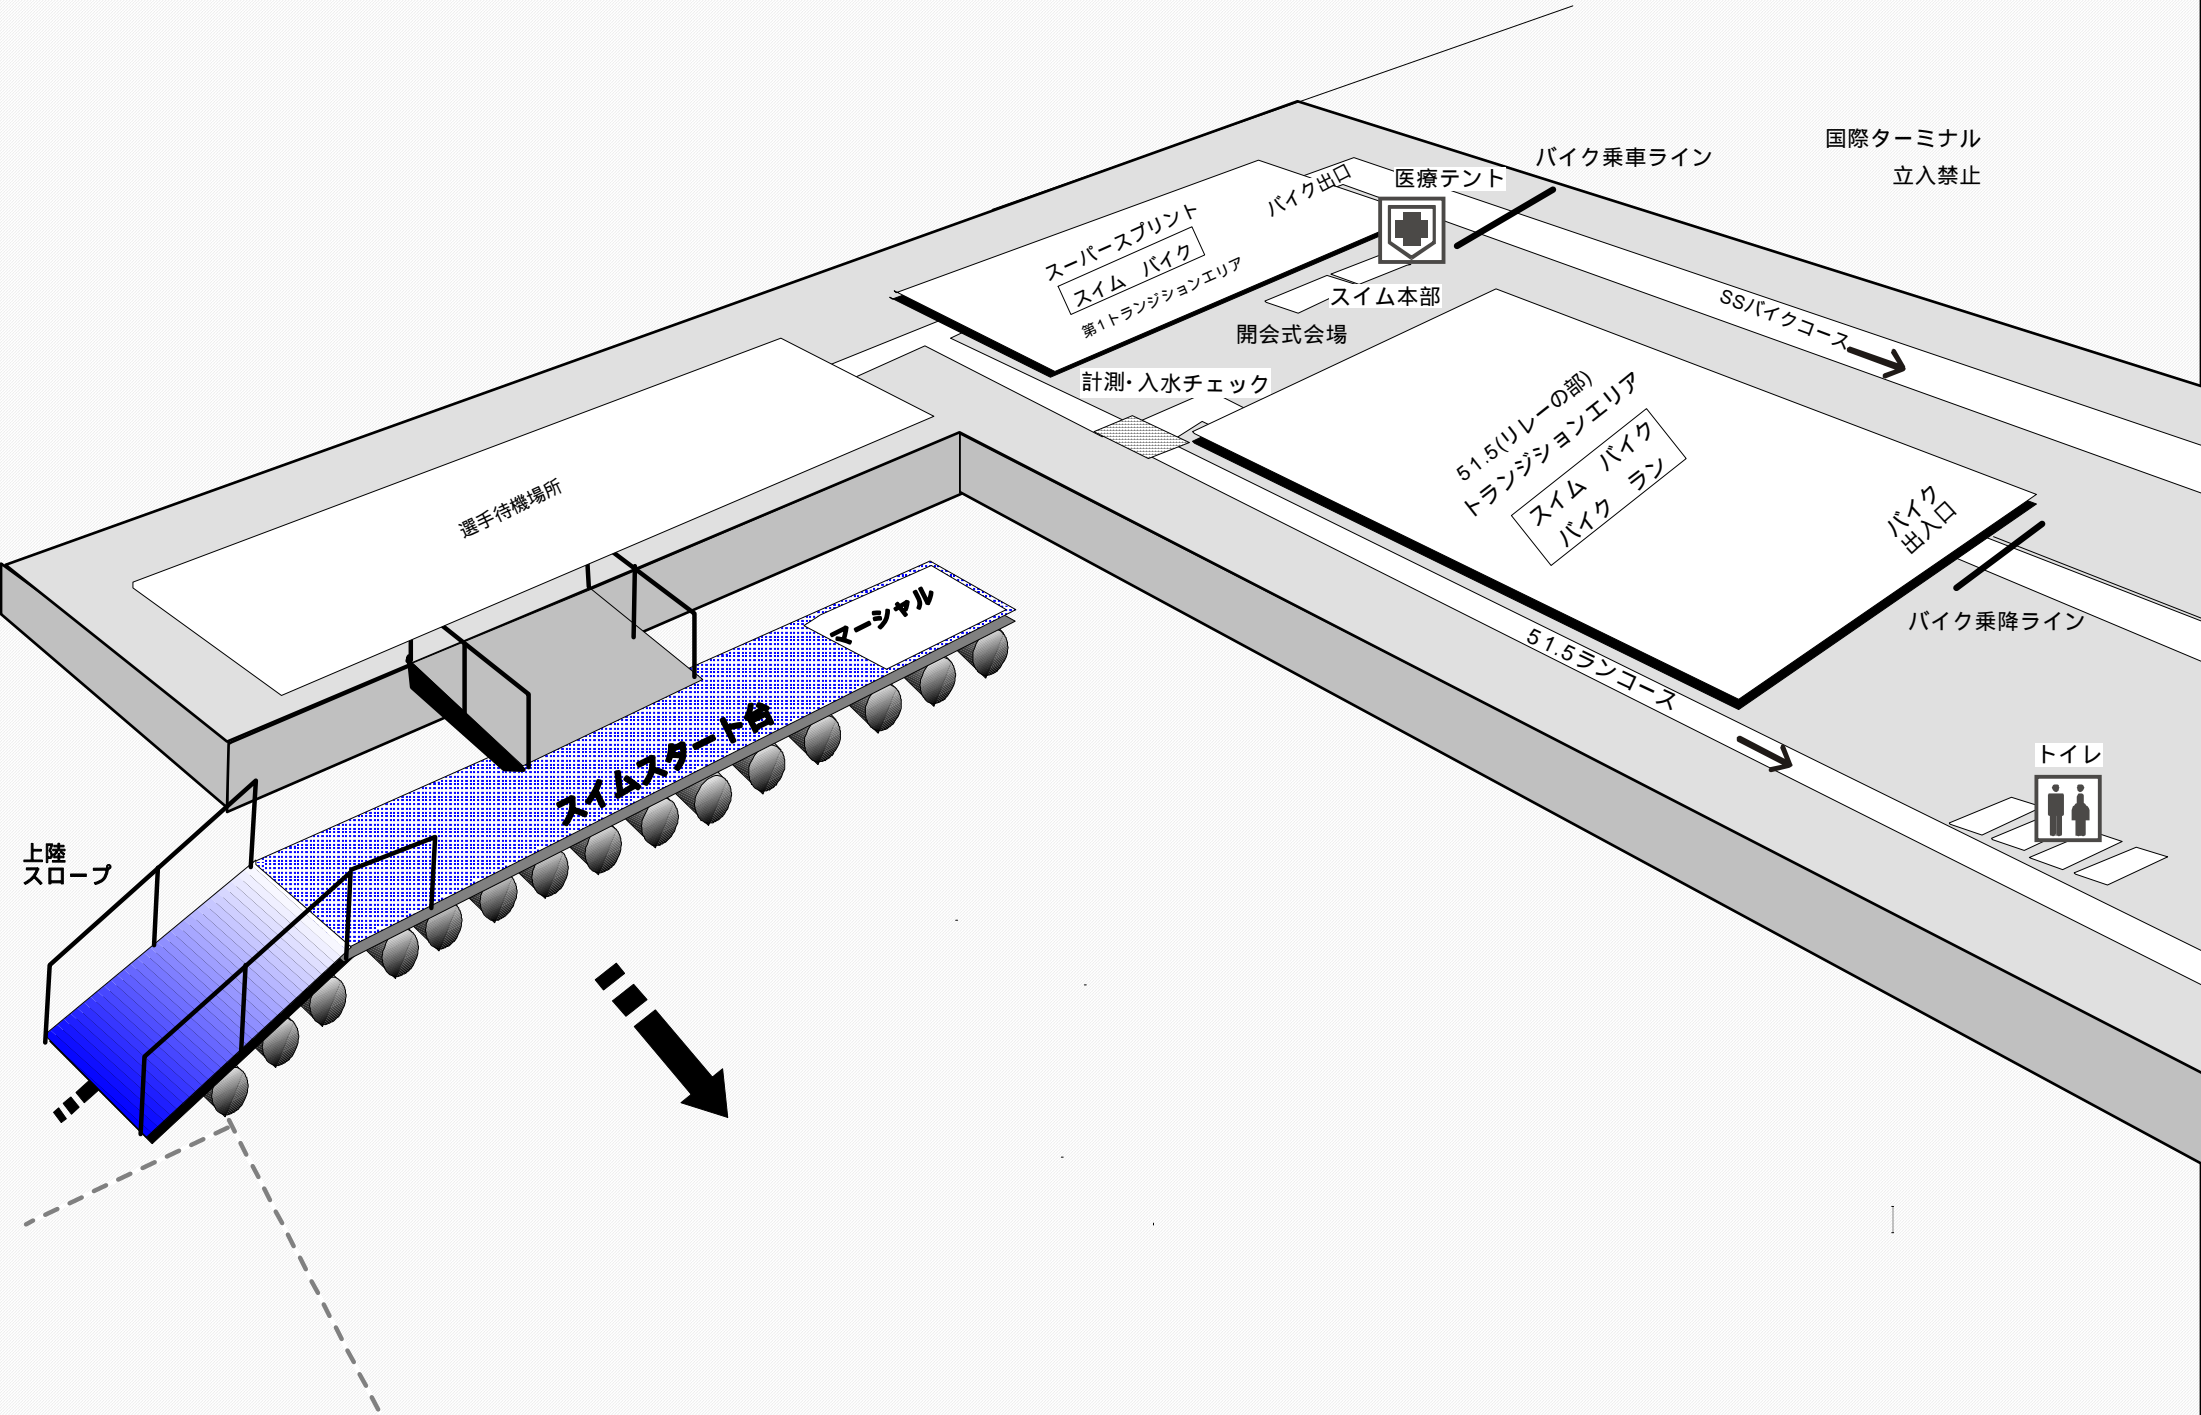 国際ターミナル
立入禁止
バイク乗車ライン
医療テント
バイク出口
スーパースプリント
スイム バイク
第1トランジションエリア
スイム本部
開会式会場
SSバイクコース
計測・入水チェック
51.5(リレーの部)
トランジションエリア
スイム バイク
バイク ラン
バイク
出入口
バイク乗降ライン
選手待機場所
マーシャル
51.5ランコース
スイムスタート台
トイレ
上陸
スロープ